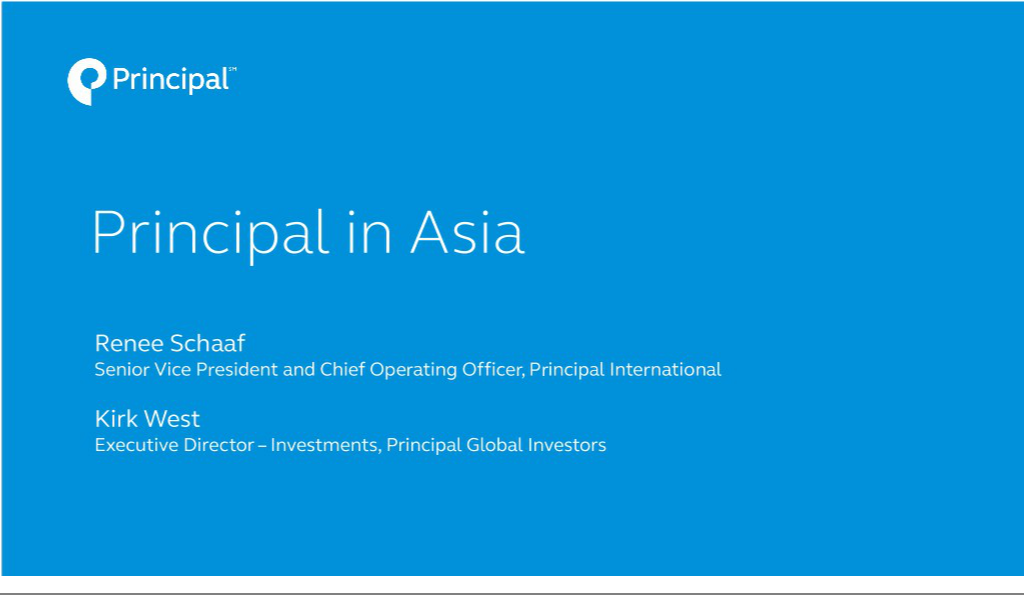 Principal℠
Principal in Asia
Renee Schaaf
Senior Vice President and Chief Operating Officer, Principal International
Kirk West
Executive Director – Investments, Principal Global Investors